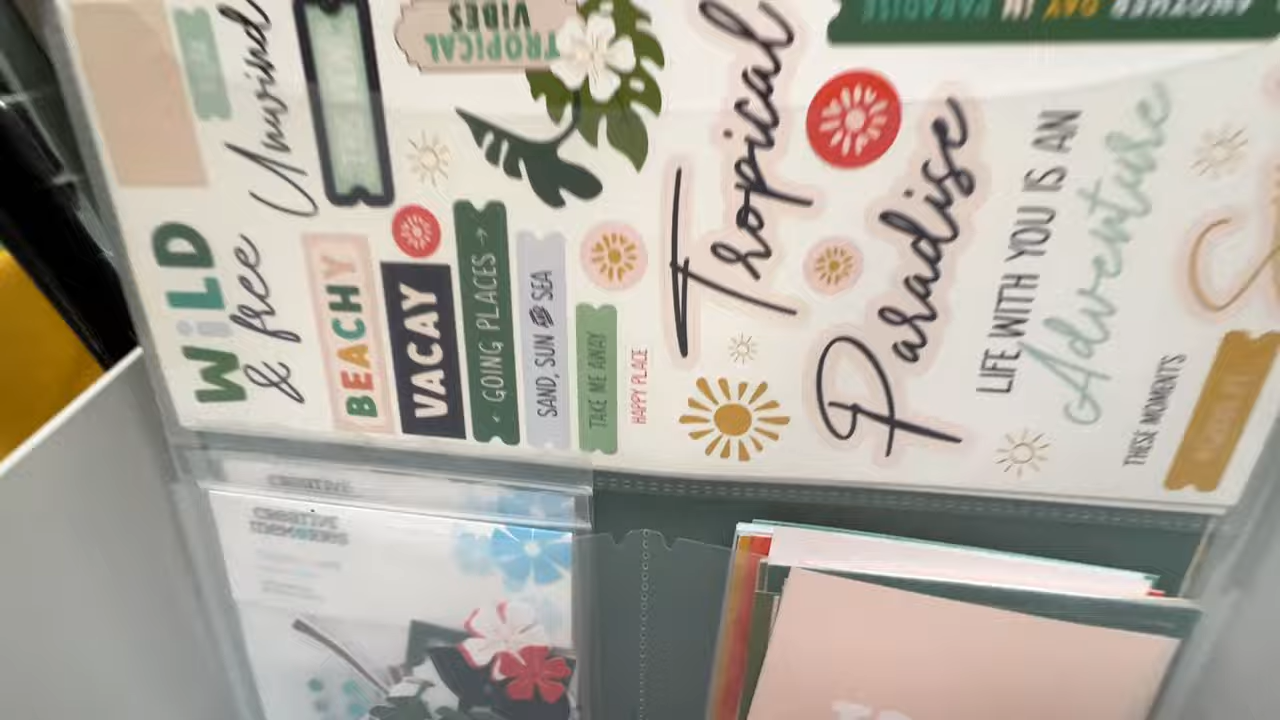 WiLD
& free
Unwind
BEACHY
VACAY
GOING PLACES →
SAND, SUN AND SEA
TAKE ME AWAY
HAPPY PLACE
TROPICAL
VIBES
Tropical
Paradise
ANOTHER DAY IN PARADISE
LIFE WITH YOU IS AN
Adventure
THESE MOMENTS